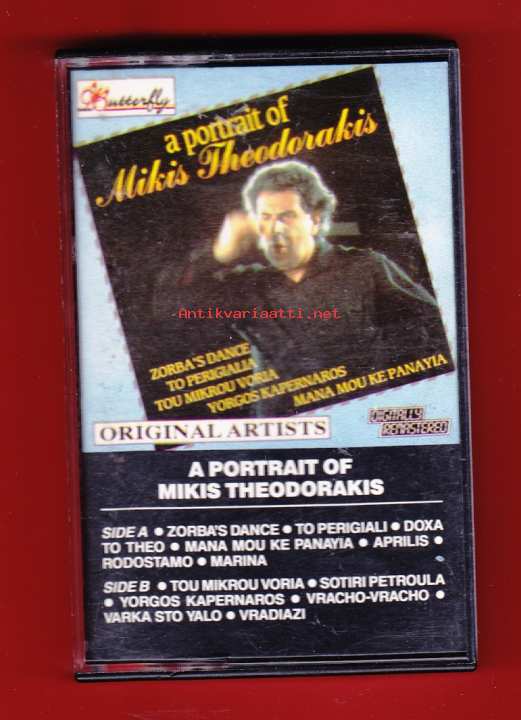 Butterfly
a portrait of
Mikis Theodorakis
Antikvariaatti.net
ZORBA'S DANCE
TO PERIGIALIA
TOU MIKROU VORIA
YORGOS KAPERNAROS
MANA MOU KE PANAYIA
ORIGINAL ARTISTS
DIGITALLY
REMASTERED
A PORTRAIT OF
MIKIS THEODORAKIS
SIDE A • ZORBA'S DANCE • TO PERIGIALI • DOXA
TO THEO • MANA MOU KE PANAYIA • APRILIS •
RODOSTAMO • MARINA
SIDE B • TOU MIKROU VORIA • SOTIRI PETROULA
• YORGOS KAPERNAROS • VRACHO-VRACHO •
VARKA STO YALO • VRADIAZI